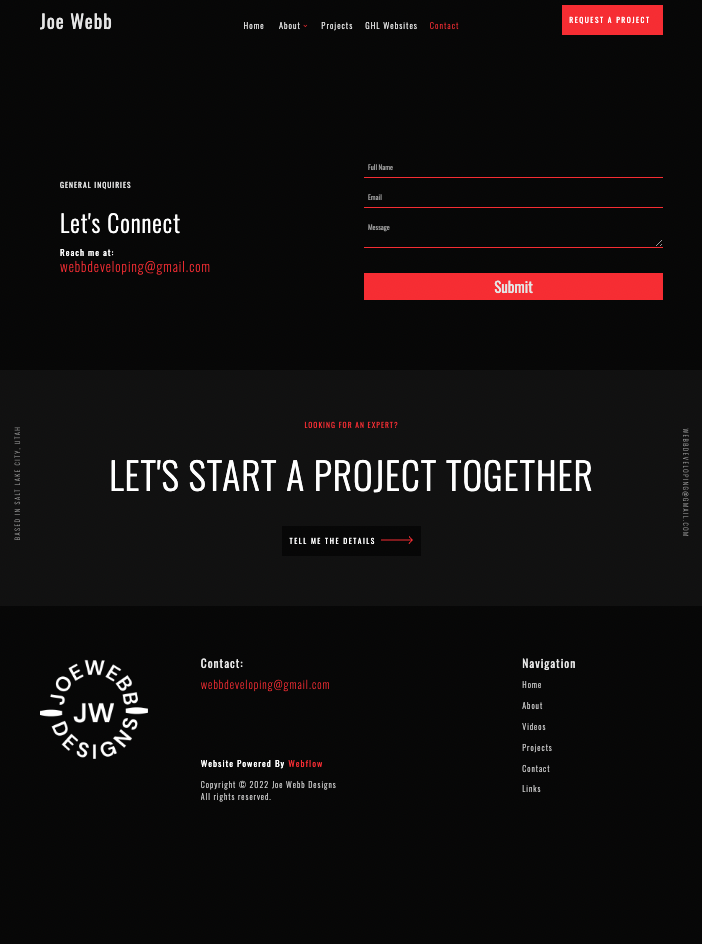 Joe Webb
Home About Projects GHL Websites Contact
REQUEST A PROJECT
GENERAL INQUIRIES
Let's Connect
Reach me at:
webbdeveloping@gmail.com
Full Name
Email
Message
Submit
BASED IN SALT LAKE CITY, UTAH
LOOKING FOR AN EXPERT?
LET'S START A PROJECT TOGETHER
TELL ME THE DETAILS
WEBBDEVELOPING@GMAIL.COM
JOEWEBB
JW
DESIGNS
Contact:
webbdeveloping@gmail.com
Website Powered By Webflow
Copyright © 2022 Joe Webb Designs
All rights reserved.
Navigation
Home
About
Videos
Projects
Contact
Links